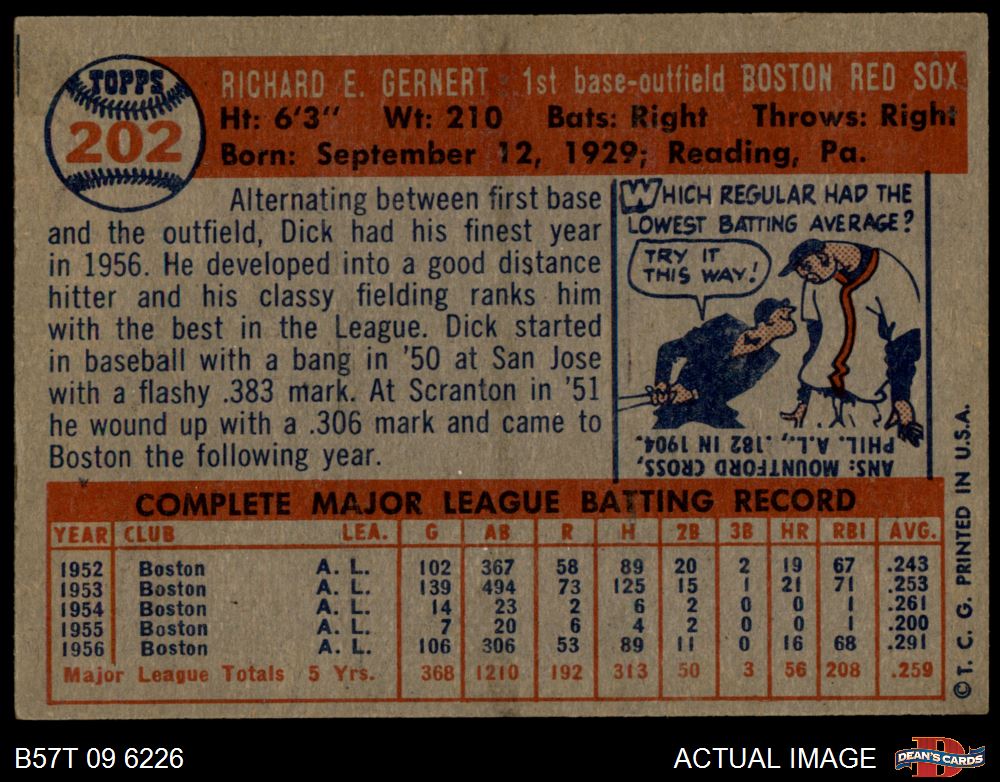 TOPPS
202
RICHARD E. GERNERT 1st base-outfield BOSTON RED SOX
Ht: 6'3" Wt: 210 Bats: Right Throws: Right
Born: September 12, 1929; Reading, Pa.
Alternating between first base
and the outfield, Dick had his finest year
in 1956. He developed into a good distance
hitter and his classy fielding ranks him
with the best in the League. Dick started
in baseball with a bang in '50 at San Jose
with a flashy .383 mark. At Scranton in '51
he wound up with a .306 mark and came to
Boston the following year.
WHICH REGULAR HAD THE
LOWEST BATTING AVERAGE?
TRY IT
THIS WAY!
ANS: MOUNTFORD CROSS,
PHIL. A.L., .182 IN 1904.
COMPLETE MAJOR LEAGUE BATTING RECORD
YEAR CLUB LEA. G AB R H 2B 3B HR RBI AVG.
1952 Boston A. L. 102 367 58 89 20 2 19 67 .243
1953 Boston A. L. 139 494 73 125 15 1 21 71 .253
1954 Boston A. L. 14 23 2 6 2 0 0 1 .261
1955 Boston A. L. 7 20 6 4 2 0 0 1 .200
1956 Boston A. L. 106 306 53 89 11 0 16 68 .291
Major League Totals 5 Yrs. 368 1210 192 313 50 3 56 208 .259
©T. C. G. PRINTED IN U.S.A.
B57T 09 6226
ACTUAL IMAGE
D
DEAN'S CARDS